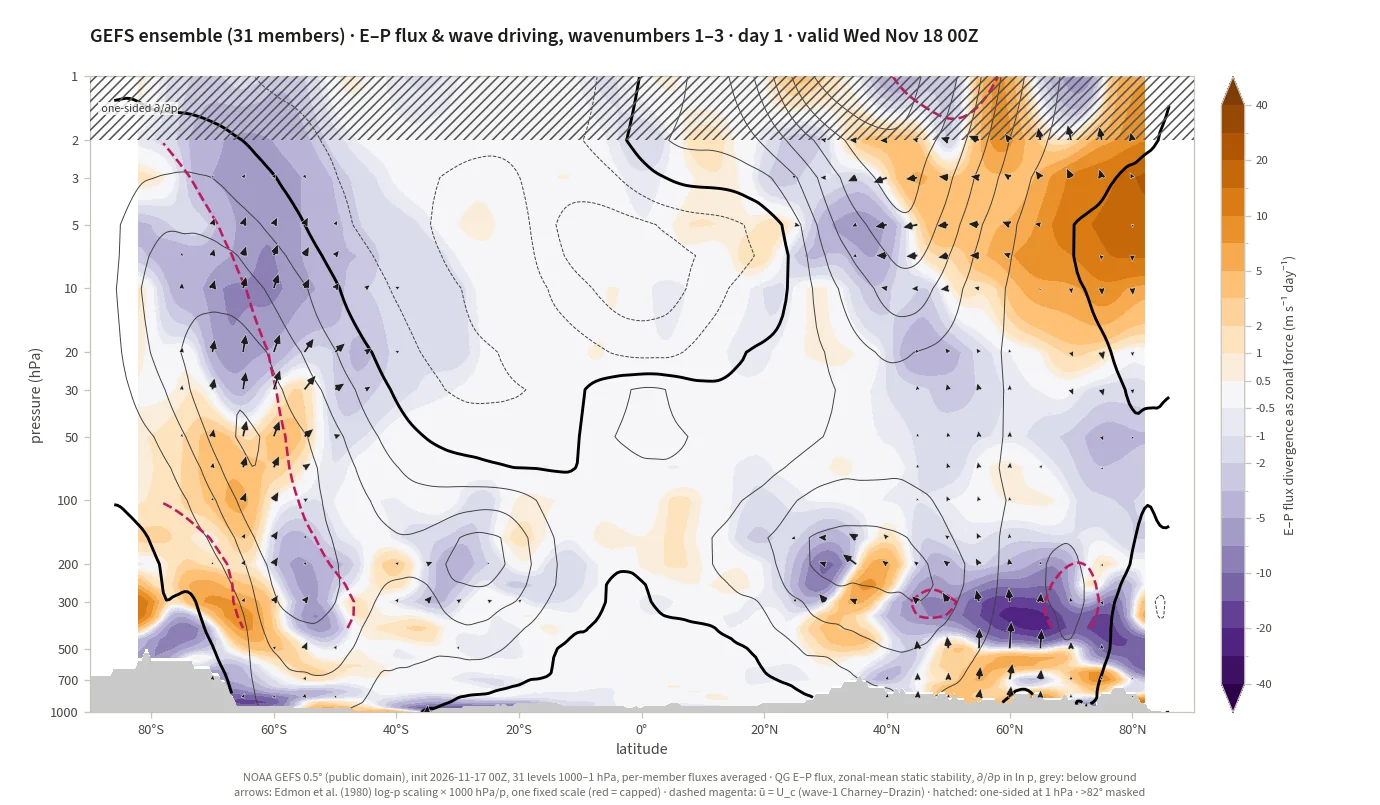 GEFS ensemble (31 members) · E–P flux & wave driving, wavenumbers 1–3 · day 1 · valid Wed Nov 18 00Z
one-sided ∂/∂p
pressure (hPa)
1
2
3
5
10
20
30
50
100
200
300
500
700
1000
80°S
60°S
40°S
20°S
0°
20°N
40°N
60°N
80°N
latitude
40
20
10
5
2
1
0.5
-0.5
-1
-2
-5
-10
-20
-40
E–P flux divergence as zonal force (m s⁻¹ day⁻¹)
NOAA GEFS 0.5° (public domain), init 2026-11-17 00Z, 31 levels 1000–1 hPa, per-member fluxes averaged · QG E–P flux, zonal-mean static stability, ∂/∂p in ln p, grey: below ground
arrows: Edmon et al. (1980) log-p scaling × 1000 hPa/p, one fixed scale (red = capped) · dashed magenta: ū = U_c (wave-1 Charney–Drazin) · hatched: one-sided at 1 hPa · >82° masked